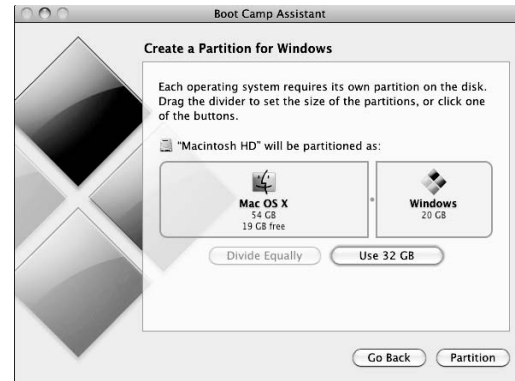 Boot Camp Assistant
Create a Partition for Windows
Each operating system requires its own partition on the disk.
Drag the divider to set the size of the partitions, or click one
of the buttons.
"Macintosh HD" will be partitioned as:
Mac OS X
54 GB
19 GB free
Windows
20 GB
Divide Equally
Use 32 GB
Go Back
Partition